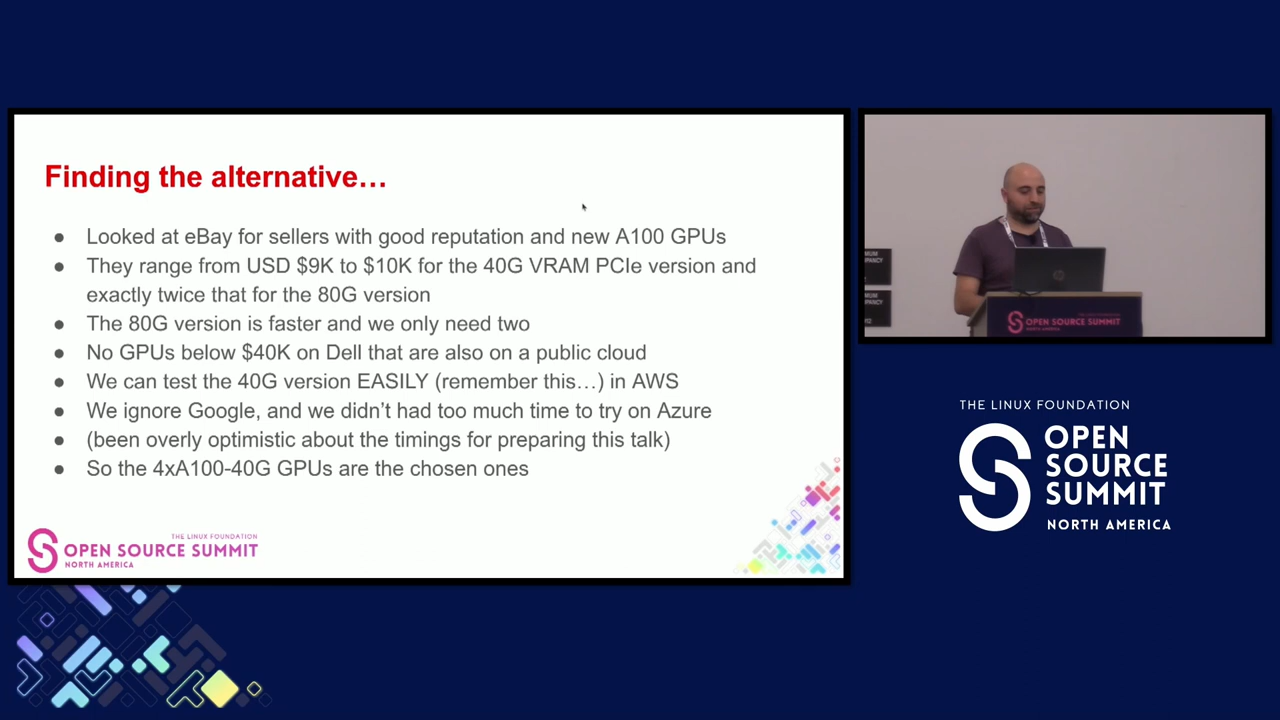 Finding the alternative…
● Looked at eBay for sellers with good reputation and new A100 GPUs
● They range from USD $9K to $10K for the 40G VRAM PCIe version and
exactly twice that for the 80G version
● The 80G version is faster and we only need two
● No GPUs below $40K on Dell that are also on a public cloud
● We can test the 40G version EASILY (remember this…) in AWS
● We ignore Google, and we didn’t had too much time to try on Azure
● (been overly optimistic about the timings for preparing this talk)
● So the 4xA100-40G GPUs are the chosen ones
THE LINUX FOUNDATION
OPEN SOURCE SUMMIT
NORTH AMERICA
OPEN SOURCE SUMMIT
THE LINUX FOUNDATION
OPEN
SOURCE
SUMMIT
NORTH AMERICA